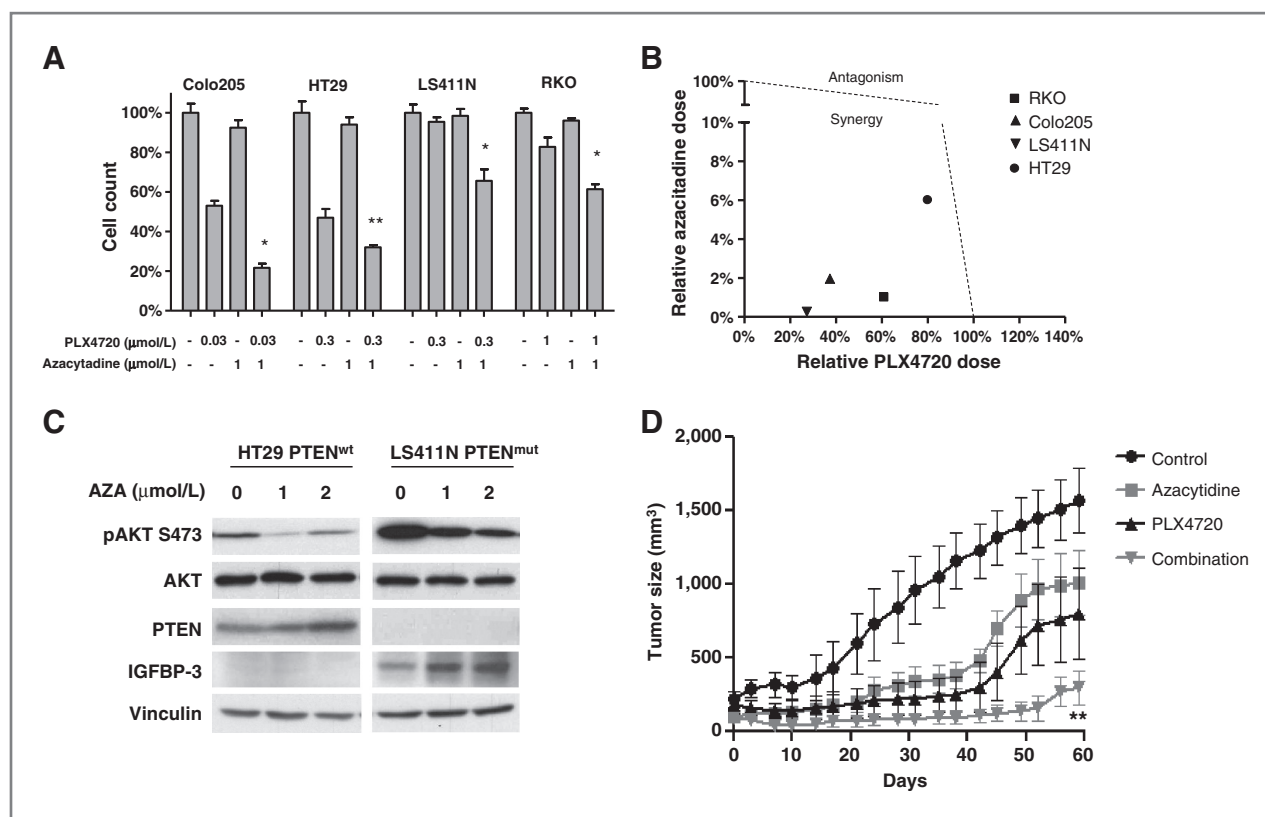 A
Colo205 HT29 LS411N RKO
100%
80%
60%
40%
20%
0%
Cell count
* ** * *
PLX4720 (μmol/L) - 0.03 - 0.03 - 0.3 - 0.3 - 0.3 - 0.3 - 1 - 1
Azacytadine (μmol/L) - - 1 1 - - 1 1 - - 1 1 - - 1 1
B
100%
10%
8%
6%
4%
2%
0%
Relative azacitadine dose
Antagonism
Synergy
RKO
Colo205
LS411N
HT29
0% 20% 40% 60% 80% 100% 120% 140%
Relative PLX4720 dose
C
HT29 PTENwt LS411N PTENmut
AZA (μmol/L) 0 1 2 0 1 2
pAKT S473
AKT
PTEN
IGFBP-3
Vinculin
D
2,000
1,500
1,000
500
0
Tumor size (mm3)
Control
Azacytidine
PLX4720
Combination
**
0 10 20 30 40 50 60
Days